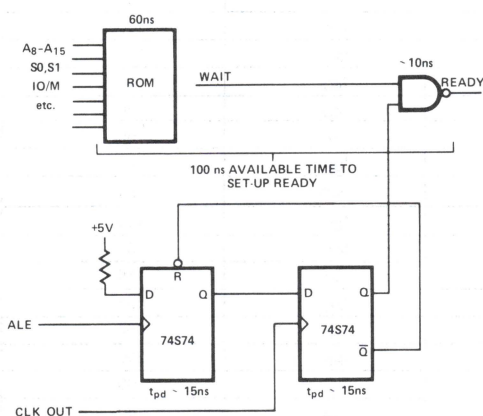 60ns
A8-A15
S0,S1
IO/M
etc.
ROM
WAIT
~10ns
READY
100 ns AVAILABLE TIME TO
SET-UP READY
+5V
R
D
Q
74S74
ALE
tpd ~ 15ns
D
Q
74S74
Q̅
tpd ~ 15ns
CLK OUT